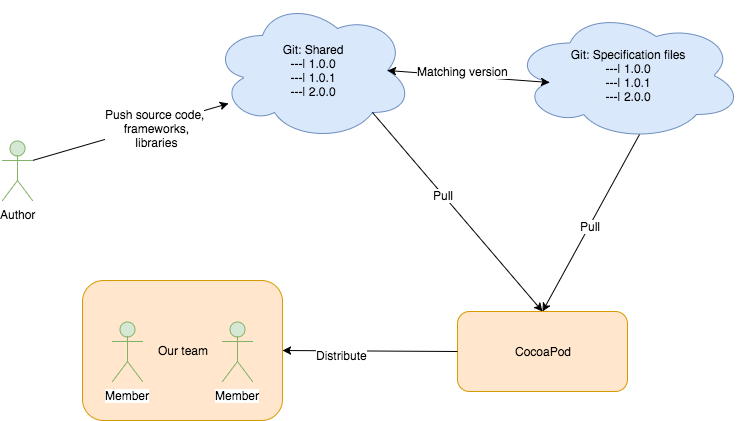 Git: Shared
---| 1.0.0
---| 1.0.1
---| 2.0.0
Git: Specification files
---| 1.0.0
---| 1.0.1
---| 2.0.0
Matching version
Push source code,
frameworks,
libraries
Author
Pull
Pull
Our team
Member
Member
Distribute
CocoaPod